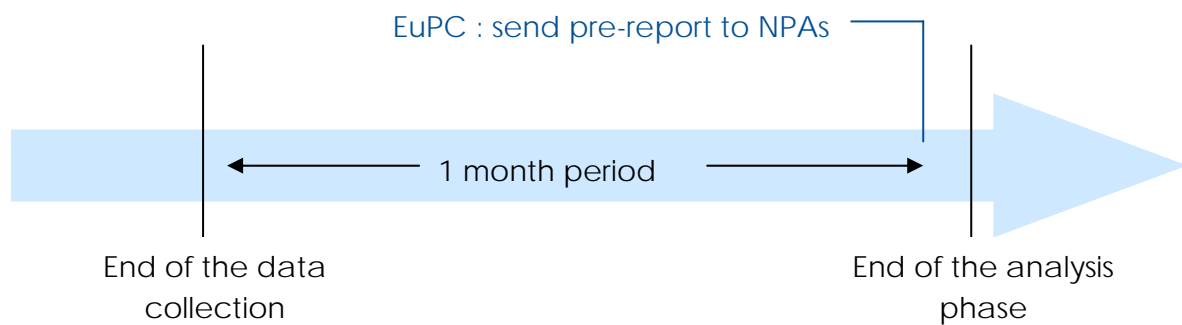 EuPC : send pre-report to NPAs
1 month period
End of the data
collection
End of the analysis
phase